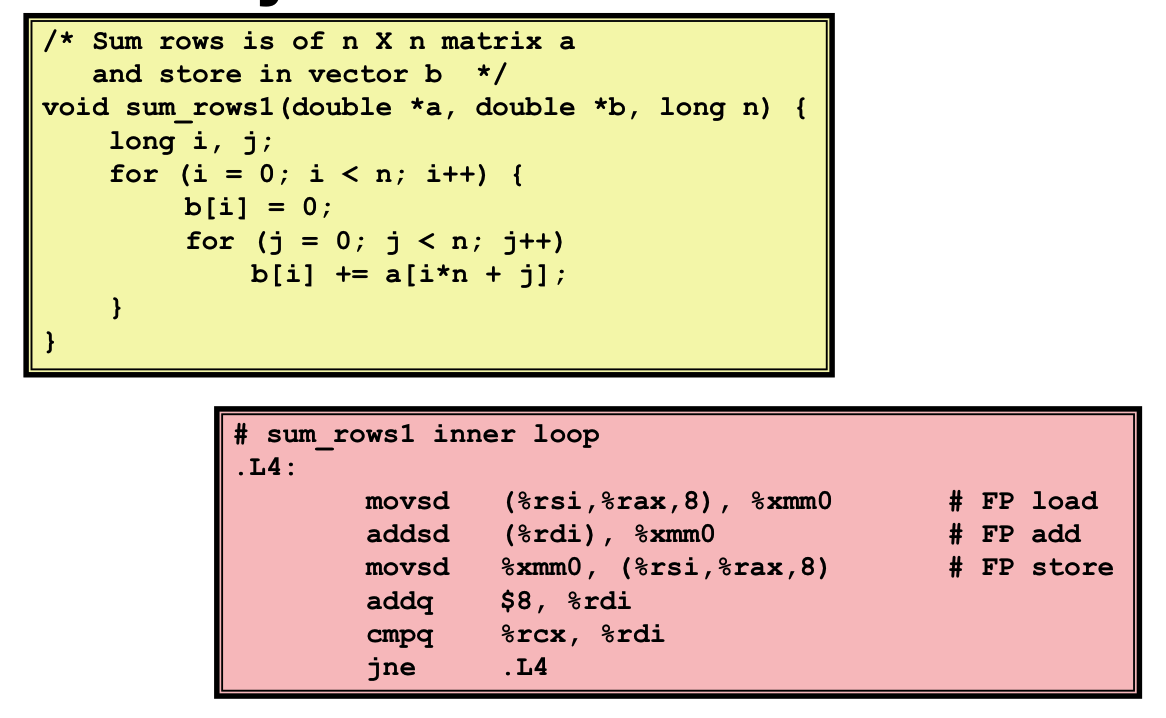 /* Sum rows is of n X n matrix a
   and store in vector b  */
void sum_rows1(double *a, double *b, long n) {
    long i, j;
    for (i = 0; i < n; i++) {
        b[i] = 0;
        for (j = 0; j < n; j++)
            b[i] += a[i*n + j];
    }
}
# sum_rows1 inner loop
.L4:
        movsd   (%rsi,%rax,8), %xmm0       # FP load
        addsd   (%rdi), %xmm0              # FP add
        movsd   %xmm0, (%rsi,%rax,8)       # FP store
        addq    $8, %rdi
        cmpq    %rcx, %rdi
        jne     .L4